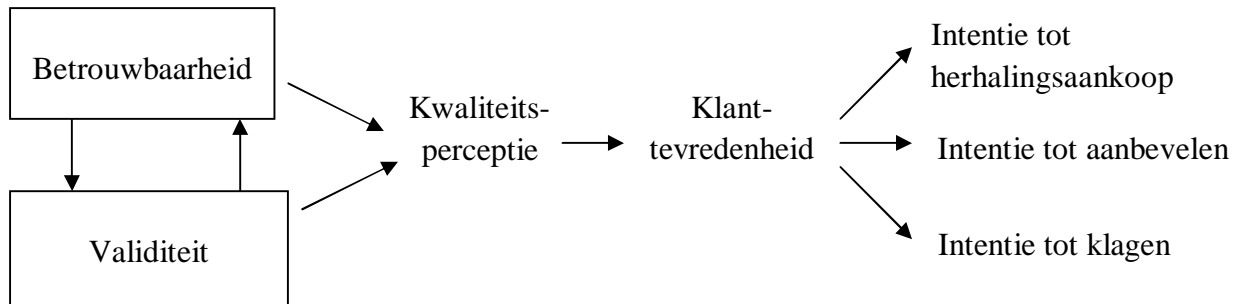 Betrouwbaarheid
Validiteit
Kwaliteits-
perceptie
Klant-
tevredenheid
Intentie tot
herhalingsaankoop
Intentie tot aanbevelen
Intentie tot klagen